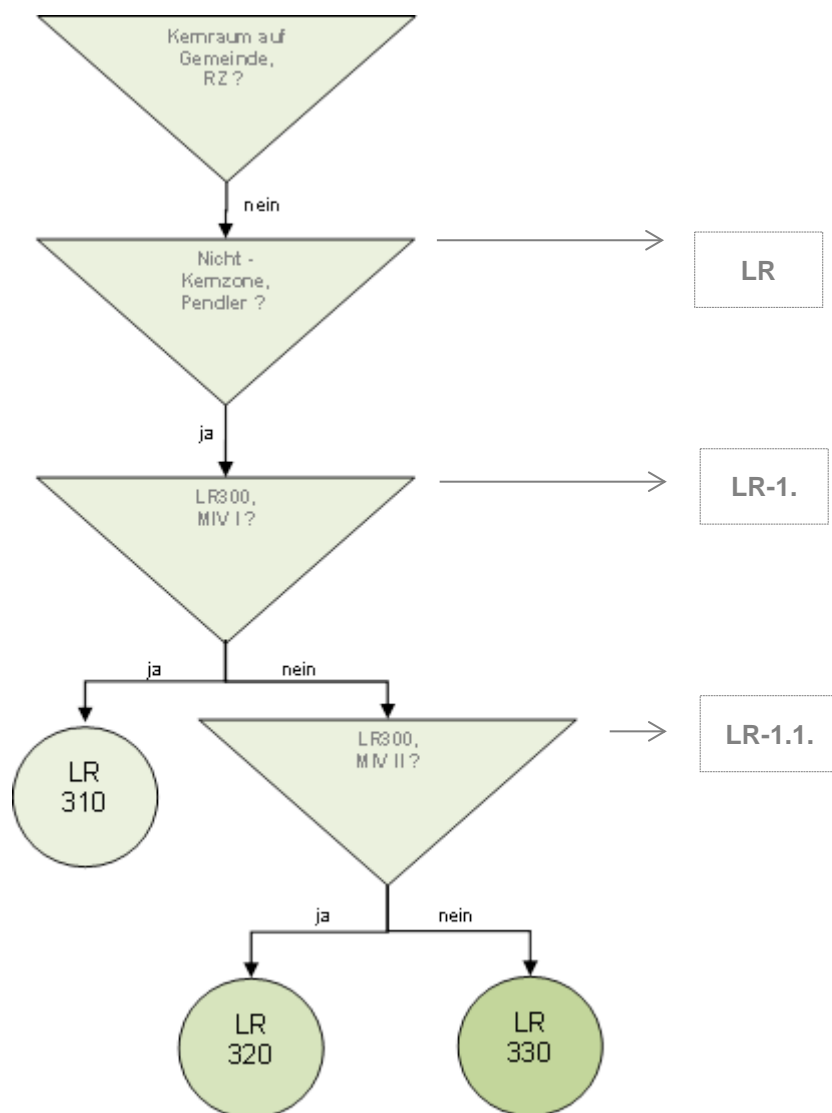 Kernraum auf
Gemeinde,
RZ ?
nein
Nicht -
Kernzone,
Pendler ?
LR
ja
LR300,
MIV I ?
LR-1.
ja
nein
LR300,
MIV II ?
LR-1.1.
LR
310
ja
nein
LR
320
LR
330